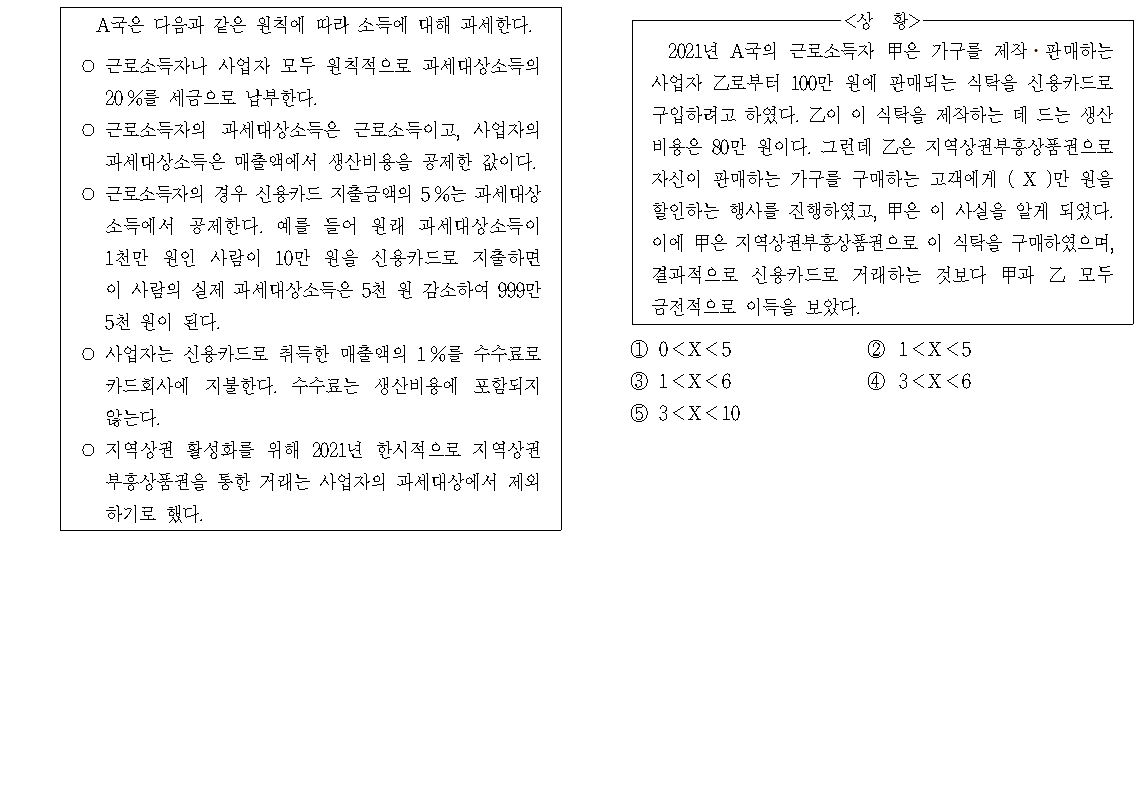 A국은 다음과 같은 원칙에 따라 소득에 대해 과세한다.
○ 근로소득자나 사업자 모두 원칙적으로 과세대상소득의
20%를 세금으로 납부한다.
○ 근로소득자의 과세대상소득은 근로소득이고, 사업자의
과세대상소득은 매출액에서 생산비용을 공제한 값이다.
○ 근로소득자의 경우 신용카드 지출금액의 5%는 과세대상
소득에서 공제한다. 예를 들어 원래 과세대상소득이
1천만 원인 사람이 10만 원을 신용카드로 지출하면
이 사람의 실제 과세대상소득은 5천 원 감소하여 999만
5천 원이 된다.
○ 사업자는 신용카드로 취득한 매출액의 1%를 수수료로
카드회사에 지불한다. 수수료는 생산비용에 포함되지
않는다.
○ 지역상권 활성화를 위해 2021년 한시적으로 지역상권
부흥상품권을 통한 거래는 사업자의 과세대상에서 제외
하기로 했다.
<상 황>
2021년 A국의 근로소득자 甲은 가구를 제작·판매하는
사업자 乙로부터 100만 원에 판매되는 식탁을 신용카드로
구입하려고 하였다. 乙이 이 식탁을 제작하는 데 드는 생산
비용은 80만 원이다. 그런데 乙은 지역상권부흥상품권으로
자신이 판매하는 가구를 구매하는 고객에게 ( X )만 원을
할인하는 행사를 진행하였고, 甲은 이 사실을 알게 되었다.
이에 甲은 지역상권부흥상품권으로 이 식탁을 구매하였으며,
결과적으로 신용카드로 거래하는 것보다 甲과 乙 모두
금전적으로 이득을 보았다.
① 0<X<5 ② 1<X<5
③ 1<X<6 ④ 3<X<6
⑤ 3<X<10